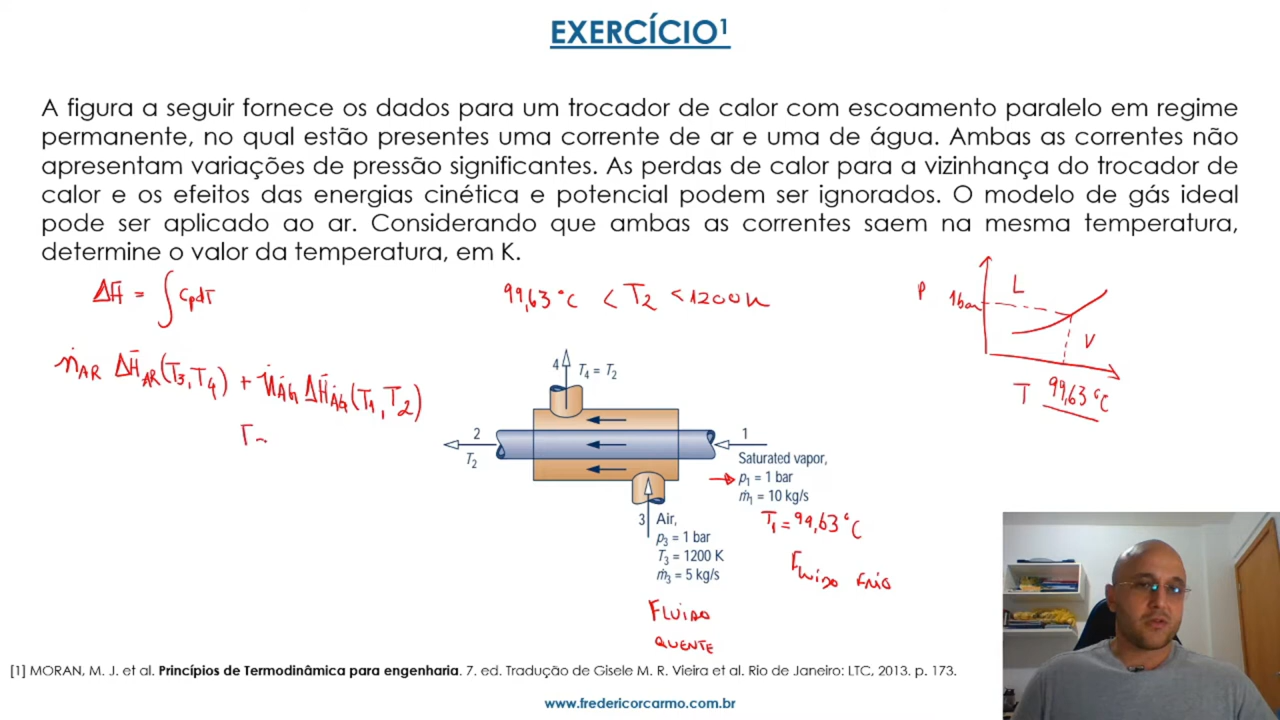 EXERCÍCIO¹
A figura a seguir fornece os dados para um trocador de calor com escoamento paralelo em regime
permanente, no qual estão presentes uma corrente de ar e uma de água. Ambas as correntes não
apresentam variações de pressão significantes. As perdas de calor para a vizinhança do trocador de
calor e os efeitos das energias cinética e potencial podem ser ignorados. O modelo de gás ideal
pode ser aplicado ao ar. Considerando que ambas as correntes saem na mesma temperatura,
determine o valor da temperatura, em K.
ΔH̄ = ∫ CpdT
99,63°C < T2 < 1200K
P
1bar
L
V
T 99,63°C
ṅAR ΔH̄AR(T3,T4) + ṅÁG ΔH̄ÁG(T1,T2)
4
T₄ = T₂
2
T₂
1
Saturated vapor,
p₁ = 1 bar
ṁ₁ = 10 kg/s
T1 = 99,63°C
FLUIDO FRIO
3 Air,
p₃ = 1 bar
T₃ = 1200 K
ṁ₃ = 5 kg/s
FLUIDO
QUENTE
[1] MORAN, M. J. et al. Princípios de Termodinâmica para engenharia. 7. ed. Tradução de Gisele M. R. Vieira et al. Rio de Janeiro: LTC, 2013. p. 173.
www.fredericorcarmo.com.br